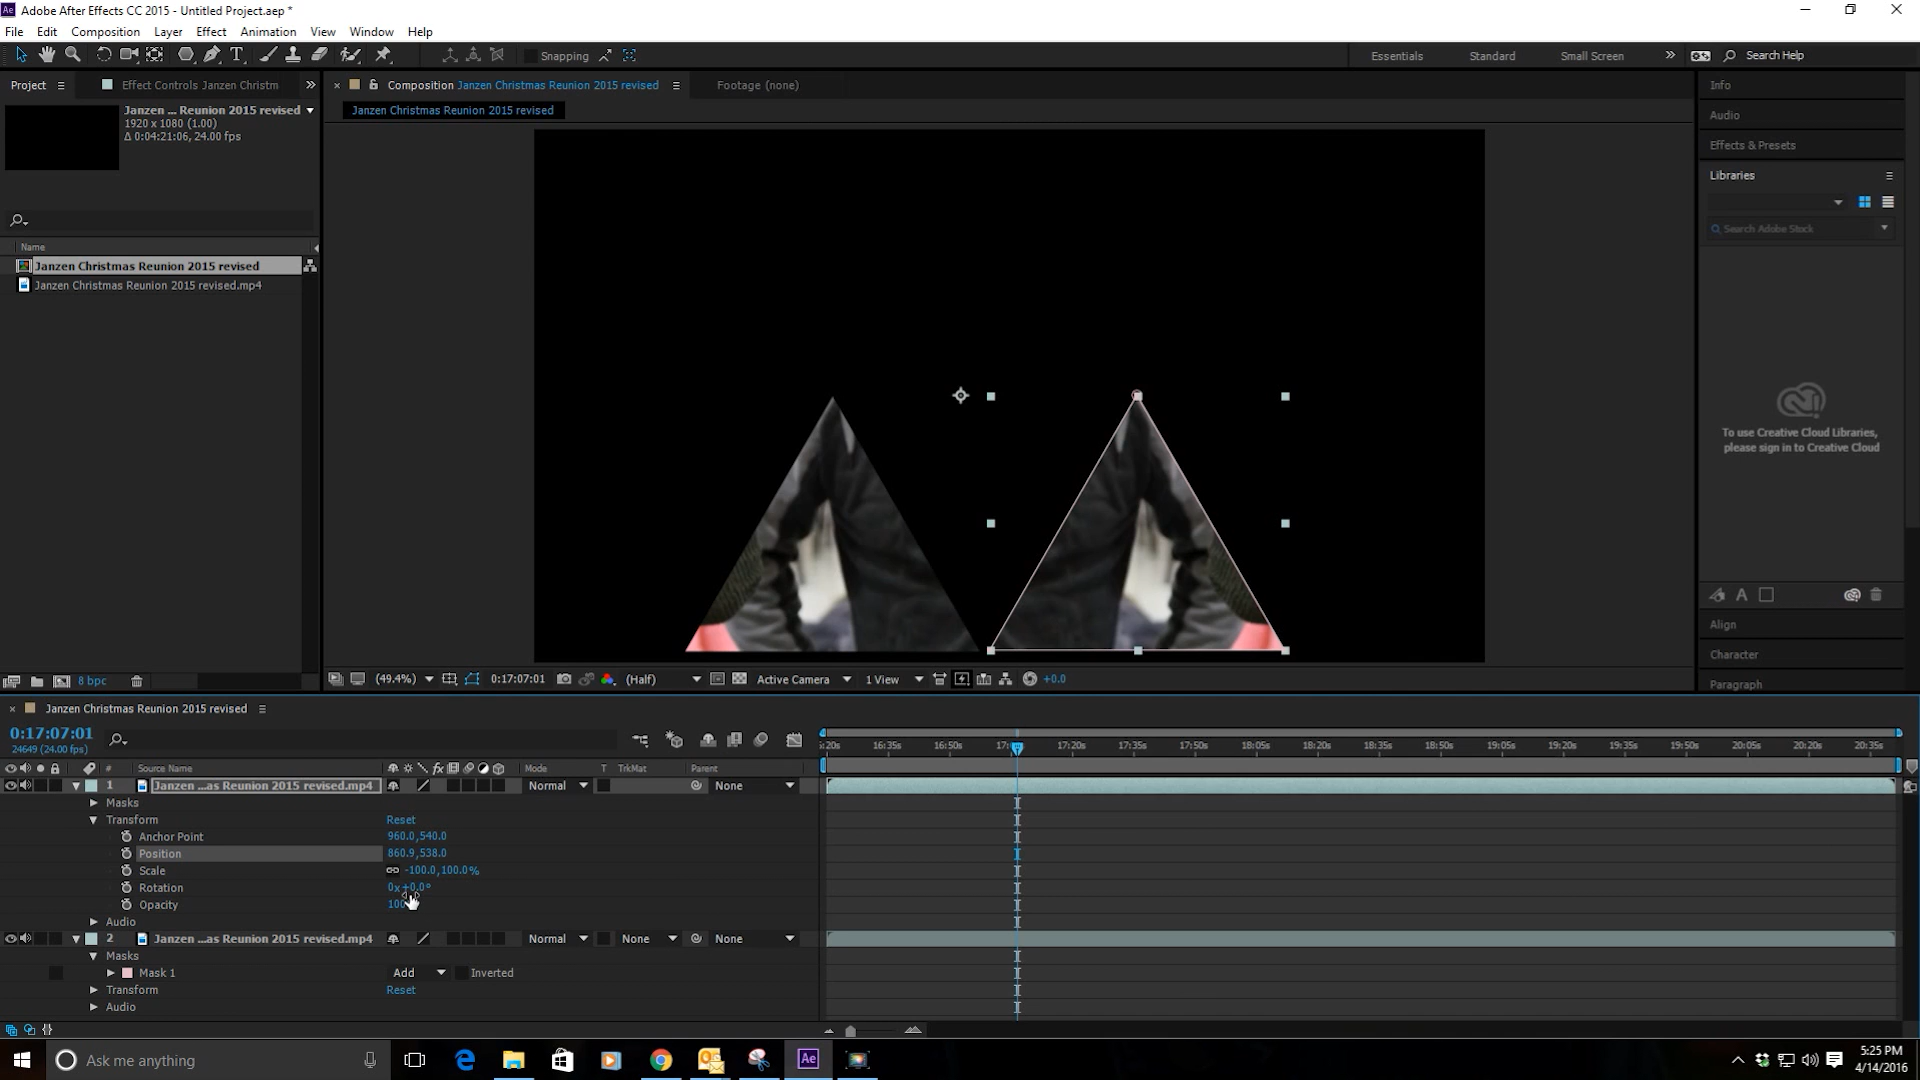 Ae Adobe After Effects CC 2015 - Untitled Project.aep *
File Edit Composition Layer Effect Animation View Window Help
T Snapping Essentials Standard Small Screen » Search Help
Project Effect Controls Janzen Christm » × Composition Janzen Christmas Reunion 2015 revised Footage (none) Info
Janzen Christmas Reunion 2015 revised
Janzen ... Reunion 2015 revised
1920 x 1080 (1.00)
Δ 0:04:21:06, 24.00 fps
Audio
Effects & Presets
Libraries
Search Adobe Stock
Name
Janzen Christmas Reunion 2015 revised
Janzen Christmas Reunion 2015 revised.mp4
To use Creative Cloud Libraries,
please sign in to Creative Cloud
A
Align
Character
Paragraph
8 bpc (49.4%) 0:17:07:01 (Half) Active Camera 1 View +0.0
× Janzen Christmas Reunion 2015 revised
0:17:07:01
24649 (24.00 fps)
:20s 16:35s 16:50s 17: 17:20s 17:35s 17:50s 18:05s 18:20s 18:35s 18:50s 19:05s 19:20s 19:35s 19:50s 20:05s 20:20s 20:35s
# Source Name fx Mode T TrkMat Parent
1 Janzen ...as Reunion 2015 revised.mp4 Normal None
Masks
Transform Reset
Anchor Point 960.0,540.0
Position 860.9,538.0
Scale -100.0,100.0%
Rotation 0x+0.0°
Opacity 100
Audio
2 Janzen ...as Reunion 2015 revised.mp4 Normal None None
Masks
Mask 1 Add Inverted
Transform Reset
Audio
Ask me anything Ae 5:25 PM
4/14/2016